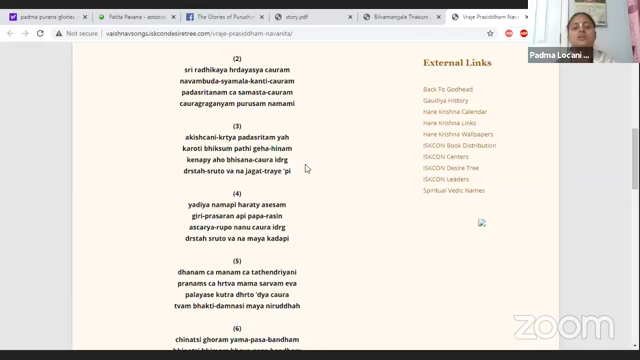 padma purana glories
Patita Pavana – associa
The Glories of Purushot
story.pdf
Bilvamangala Thakum
Vraje Prasiddham Nava
Not secure
vaishnavsongs.iskcondesiretree.com/vraje-prasiddham-navanita/
Padma Locani
(2)
sri radhikaya hrdayasya cauram
navambuda-syamala-kanti-cauram
padasritanam ca samasta-cauram
cauragraganyam purusam namami
(3)
akishcani-krtya padasritam yah
karoti bhiksum pathi geha-hinam
kenapy aho bhisana-caura idrg
drstah-sruto va na jagat-traye 'pi
(4)
yadiya namapi haraty asesam
giri-prasaran api papa-rasin
ascarya-rupo nanu caura idrg
drstah sruto va na maya kadapi
(5)
dhanam ca manam ca tathendriyani
pranams ca hrtva mama sarvam eva
palayase kutra dhrto 'dya caura
tvam bhakti-damnasi maya niruddhah
(6)
chinatsi ghoram yama-pasa-bandham
External Links
Back To Godhead
Gaudiya History
Hare Krishna Calendar
Hare Krishna Links
Hare Krishna Wallpapers
ISKCON Book Distribution
ISKCON Centers
ISKCON Desire Tree
ISKCON Leaders
Spiritual Vedic Names
zoom